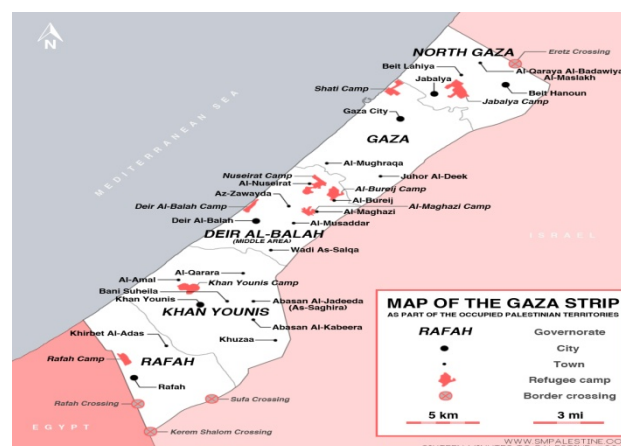 N
NORTH GAZA
Eretz Crossing
Beit Lahiya
Al-Qaraya Al-Badawiya
Al-Maslakh
Jabalya
Shati Camp
Beit Hanoun
Jabalya Camp
Gaza City
GAZA
MEDITERRANEAN SEA
Al-Mughraqa
Nuseirat Camp
Juhor Al-Deek
Al-Nuseirat
Al-Bureij Camp
Az-Zawayda
Al-Bureij
Deir Al-Balah Camp
Al-Maghazi
Al-Maghazi Camp
Deir Al-Balah
Al-Musaddar
DEIR AL-BALAH
(MIDDLE AREA)
ISRAEL
Wadi As-Salqa
Al-Qarara
Al-Amal
Khan Younis Camp
Bani Suheila
Khan Younis
Abasan Al-Jadeeda
(As-Saghira)
KHAN YOUNIS
Abasan Al-Kabeera
Khirbet Al-Adas
Khuzaa
Rafah Camp
RAFAH
Rafah
Rafah Crossing
Sufa Crossing
EGYPT
Kerem Shalom Crossing
MAP OF THE GAZA STRIP
AS PART OF THE OCCUPIED PALESTINIAN TERRITORIES
RAFAH Governorate
City
Town
Refugee camp
Border crossing
5 km 3 mi
WWW.SMPALESTINE.CO